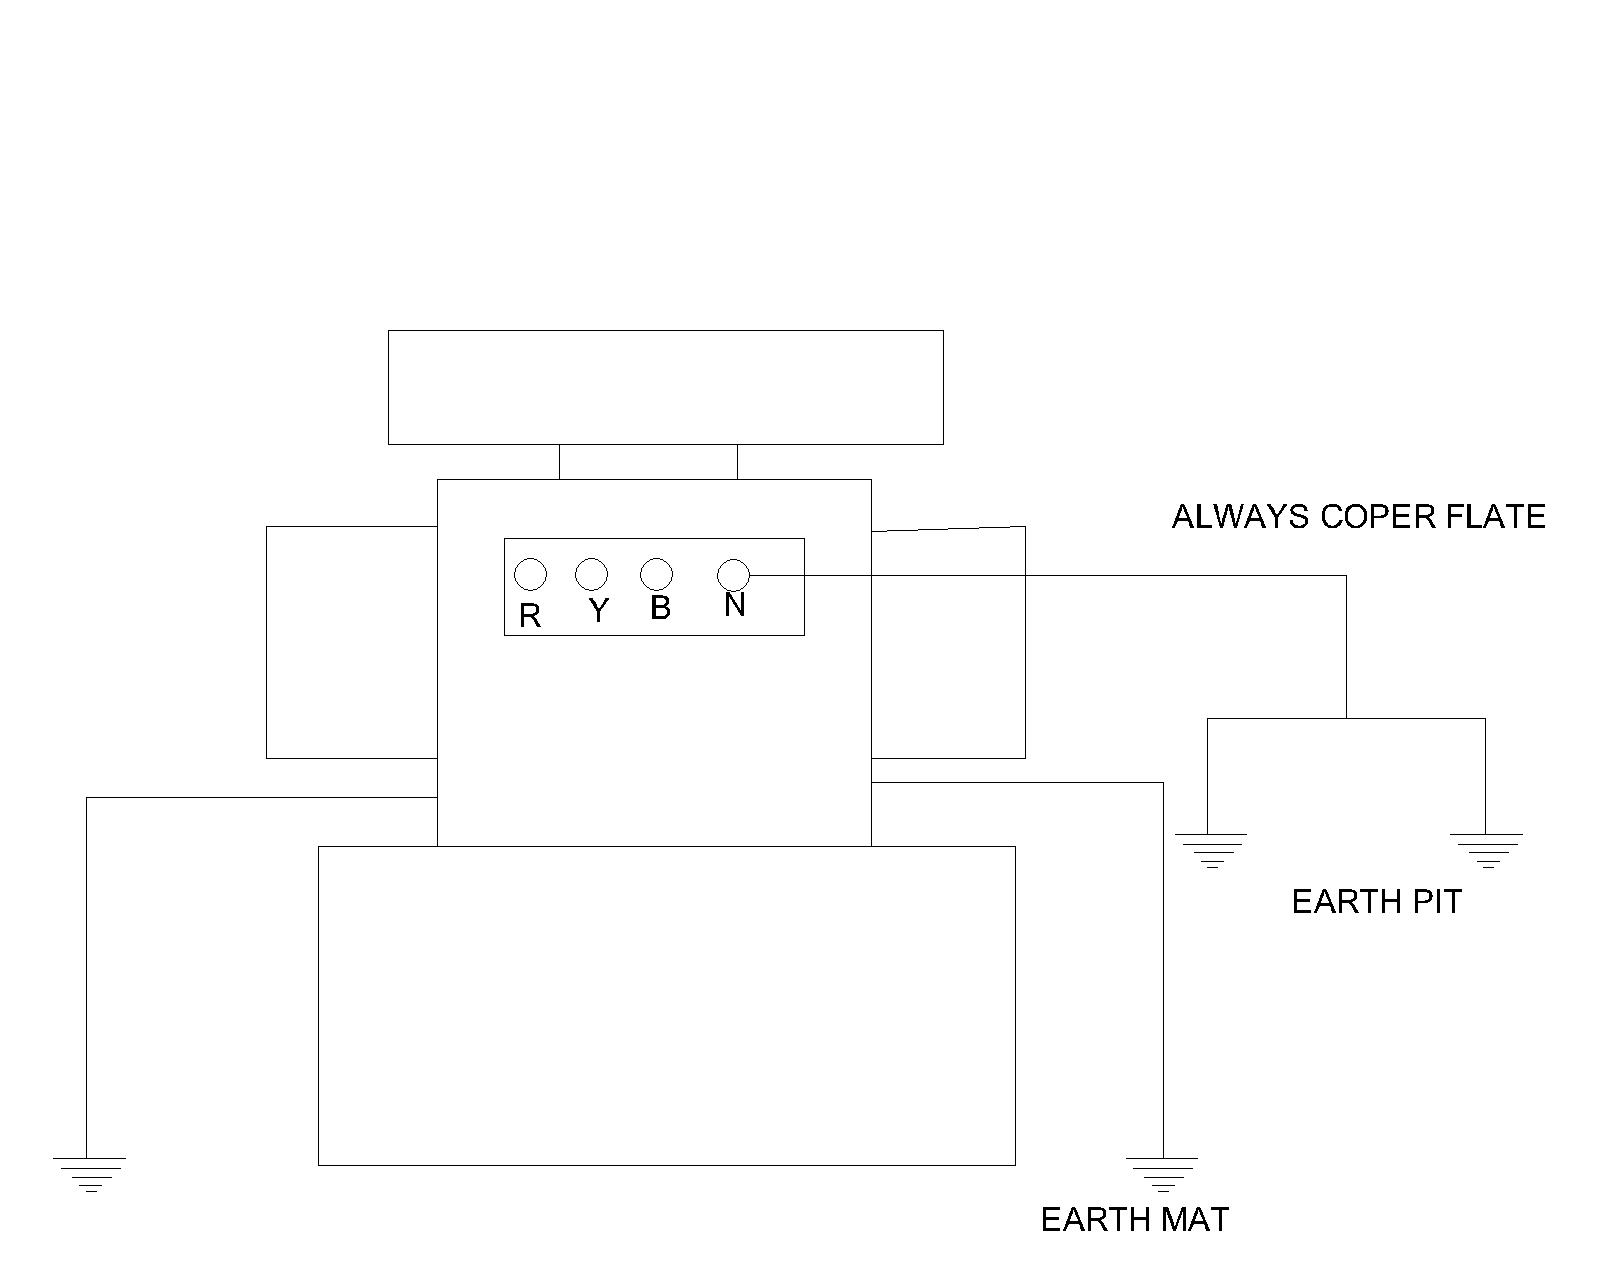 ALWAYS COPER FLATE
R Y B N
EARTH PIT
EARTH MAT